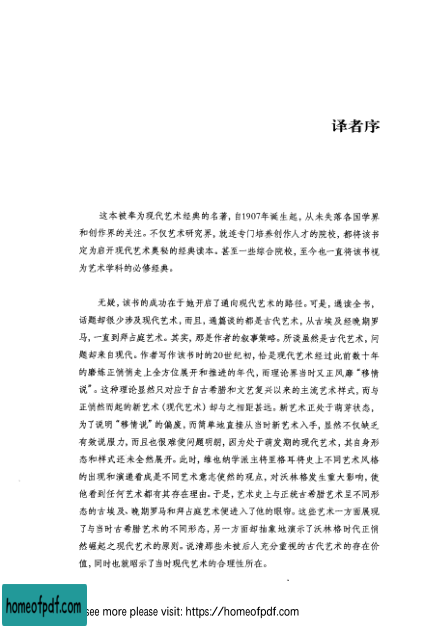 译者序
这本被奉为现代艺术经典的名著，自1907年诞生起，从未失落各国学界
和创作界的关注。不仅艺术研究界，就连专门培养创作人才的院校，都将该书
定为启开现代艺术奥秘的经典读本。甚至一些综合院校，至今也一直将该书视
为艺术学科的必修经典。
无疑，该书的成功在于她开启了通向现代艺术的路径。可是，通读全书，
话题却很少涉及现代艺术，而且，通篇谈的都是古代艺术，从古埃及经晚期罗
马，一直到拜占庭艺术。其实，那是作者的叙事策略。所谈虽然是古代艺术，问
题却来自现代。作者写作该书时的20世纪初，恰是现代艺术经过此前数十年
的磨练正悄悄走上全方位展开和推进的年代，而理论界当时又正风靡“移情
说”。这种理论显然只对应于自古希腊和文艺复兴以来的主流艺术样式，而与
正悄然而起的新艺术（现代艺术）却与之相距甚远。新艺术正处于萌芽状态，
为了说明“移情说”的偏废，而简单地直接从当时新艺术入手，显然不仅缺乏
有效说服力，而且也很难使问题明朗，因为处于萌发期的现代艺术，其自身形
态和样式还未全然展开。此时，维也纳学派主将里格耳将史上不同艺术风格
的出现和演进看成是不同艺术意志使然的观点，对沃林格发生重大影响，使
他看到任何艺术都有其存在理由。于是，艺术史上与正统古希腊艺术呈不同形
态的古埃及、晚期罗马和拜占庭艺术便进入了他的眼帘。这些艺术一方面展现
了与当时古希腊艺术的不同形态，另一方面却抽象地演示了沃林格时代正悄
然崛起之现代艺术的原则。说清那些未被后人充分重视的古代艺术的存在价
值，同时也就昭示了当时现代艺术的合理性所在。
homeofpdf.com
see more please visit: https://homeofpdf.com